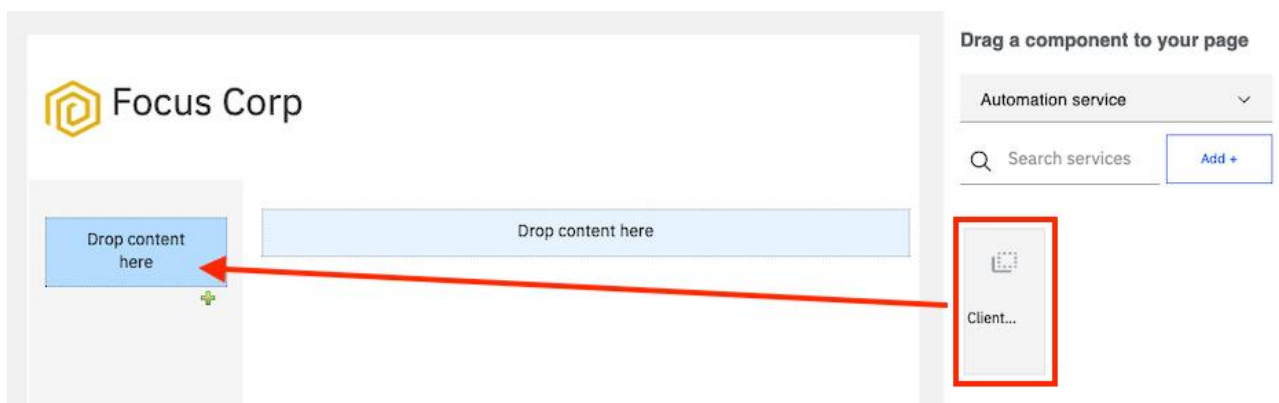 Drag a component to your page
Focus Corp
Automation service
Search services
Add +
Drop content
here
Drop content here
Client...